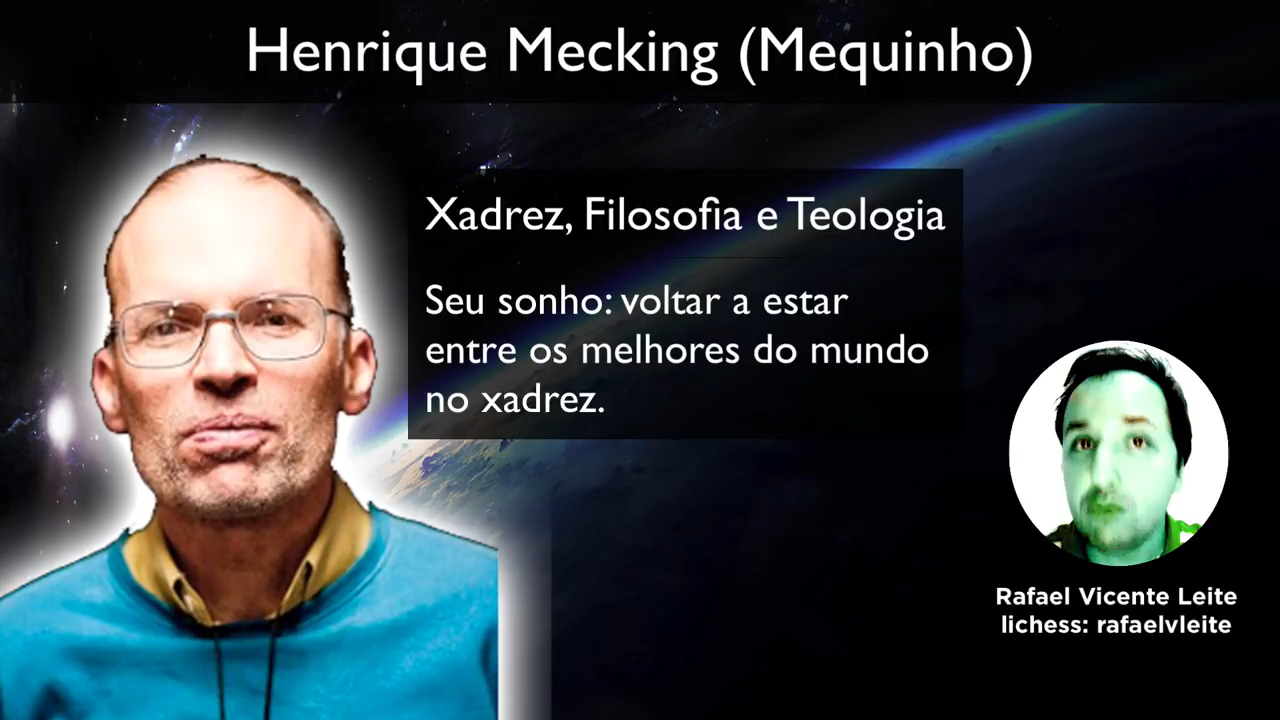 Henrique Mecking (Mequinho)
Xadrez, Filosofia e Teologia
Seu sonho: voltar a estar
entre os melhores do mundo
no xadrez.
Rafael Vicente Leite
lichess: rafaelvleite